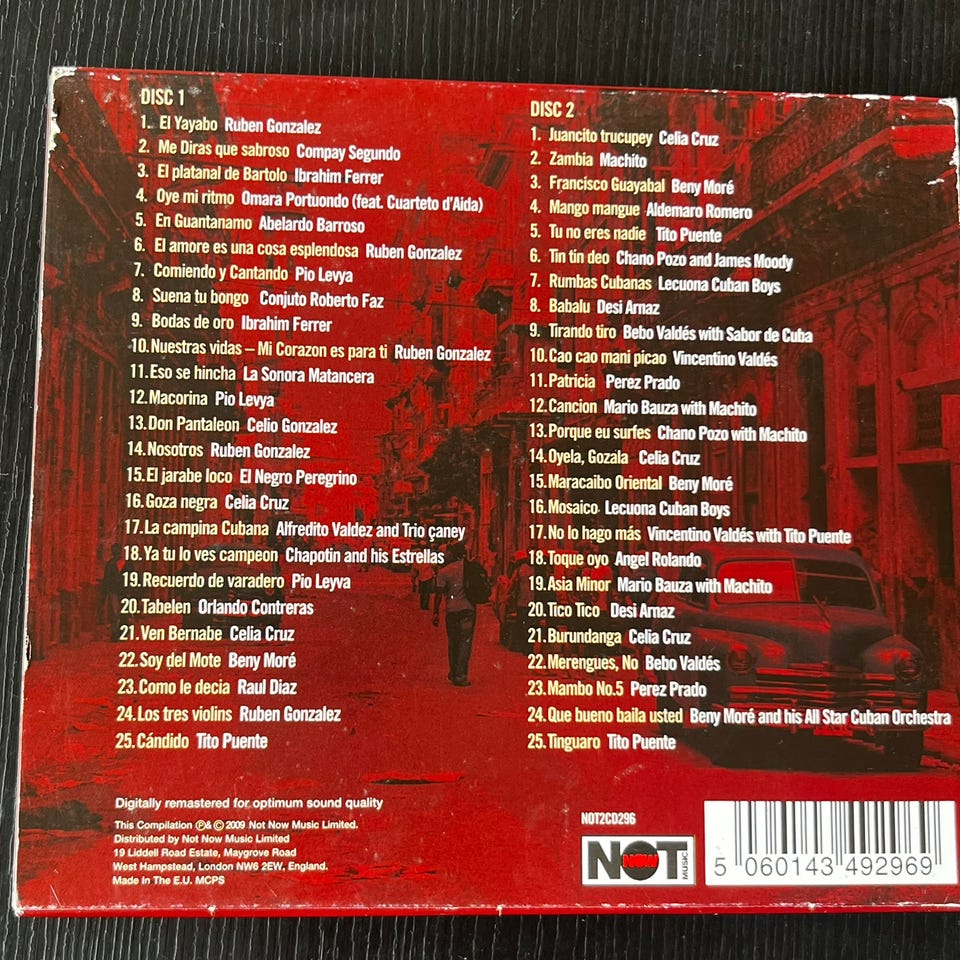 DISC 1
1. El Yayabo Ruben Gonzalez
2. Me Diras que sabroso Compay Segundo
3. El platanal de Bartolo Ibrahim Ferrer
4. Oye mi ritmo Omara Portuondo (feat. Cuarteto d'Aida)
5. En Guantanamo Abelardo Barroso
6. El amore es una cosa esplendosa Ruben Gonzalez
7. Comiendo y Cantando Pio Levya
8. Suena tu bongo Conjuto Roberto Faz
9. Bodas de oro Ibrahim Ferrer
10. Nuestras vidas – Mi Corazon es para ti Ruben Gonzalez
11. Eso se hincha La Sonora Matancera
12. Macorina Pio Levya
13. Don Pantaleon Celio Gonzalez
14. Nosotros Ruben Gonzalez
15. El jarabe loco El Negro Peregrino
16. Goza negra Celia Cruz
17. La campina Cubana Alfredito Valdez and Trio çaney
18. Ya tu lo ves campeon Chapotin and his Estrellas
19. Recuerdo de varadero Pio Leyva
20. Tabelen Orlando Contreras
21. Ven Bernabe Celia Cruz
22. Soy del Mote Beny Moré
23. Como le decia Raul Diaz
24. Los tres violins Ruben Gonzalez
25. Cándido Tito Puente
DISC 2
1. Juancito trucupey Celia Cruz
2. Zambia Machito
3. Francisco Guayabal Beny Moré
4. Mango mangue Aldemaro Romero
5. Tu no eres nadie Tito Puente
6. Tin tin deo Chano Pozo and James Moody
7. Rumbas Cubanas Lecuona Cuban Boys
8. Babalu Desi Arnaz
9. Tirando tiro Bebo Valdés with Sabor de Cuba
10. Cao cao mani picao Vincentino Valdés
11. Patricia Perez Prado
12. Cancion Mario Bauza with Machito
13. Porque eu surfes Chano Pozo with Machito
14. Oyela, Gozala Celia Cruz
15. Maracaibo Oriental Beny Moré
16. Mosaico Lecuona Cuban Boys
17. No lo hago más Vincentino Valdés with Tito Puente
18. Toque oyo Angel Rolando
19. Asia Minor Mario Bauza with Machito
20. Tico Tico Desi Arnaz
21. Burundanga Celia Cruz
22. Merengues, No Bebo Valdés
23. Mambo No.5 Perez Prado
24. Que bueno baila usted Beny Moré and his All Star Cuban Orchestra
25. Tinguaro Tito Puente
Digitally remastered for optimum sound quality
This Compilation ℗&©2009 Not Now Music Limited.
Distributed by Not Now Music Limited
19 Liddell Road Estate, Maygrove Road
West Hampstead, London NW6 2EW, England.
Made In The E.U. MCPS
NOT2CD296
NOT NOW MUSIC
5 060143 492969